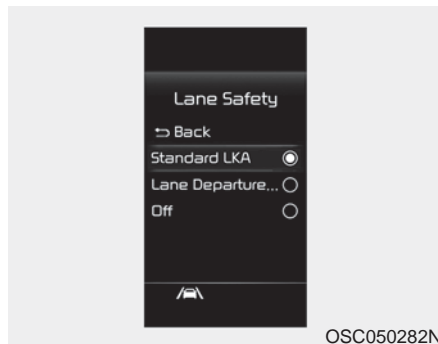 Lane Safety
Back
Standard LKA
Lane Departure...
Off
OSC050282N